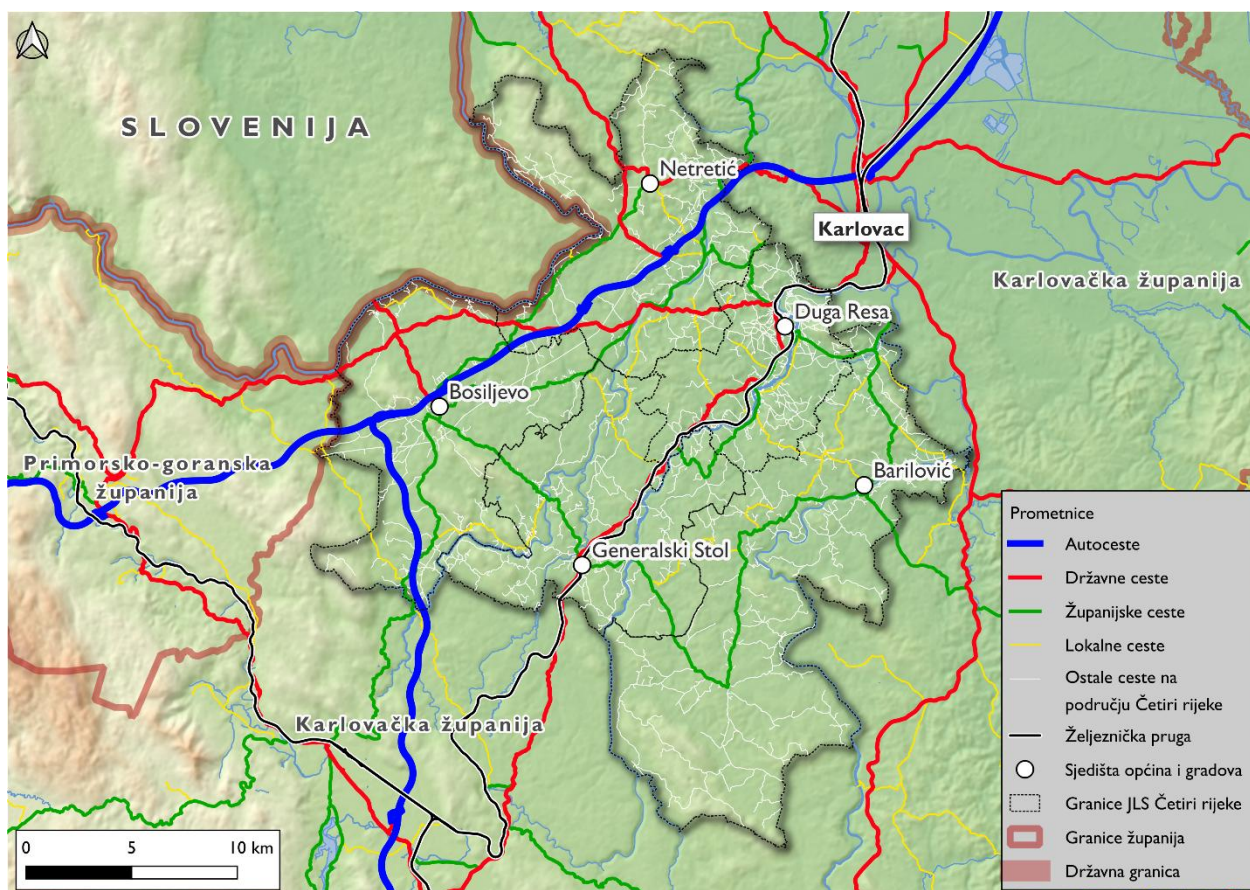 SLOVENIJA
Netretić
Karlovac
Karlovačka županija
Duga Resa
Bosiljevo
Primorsko-goranska
županija
Barilović
Generalski Stol
Karlovačka županija
Prometnice
Autoceste
Državne ceste
Županijske ceste
Lokalne ceste
Ostale ceste na
području Četiri rijeke
Željeznička pruga
Sjedišta općina i gradova
Granice JLS Četiri rijeke
Granice županija
Državna granica
0 5 10 km